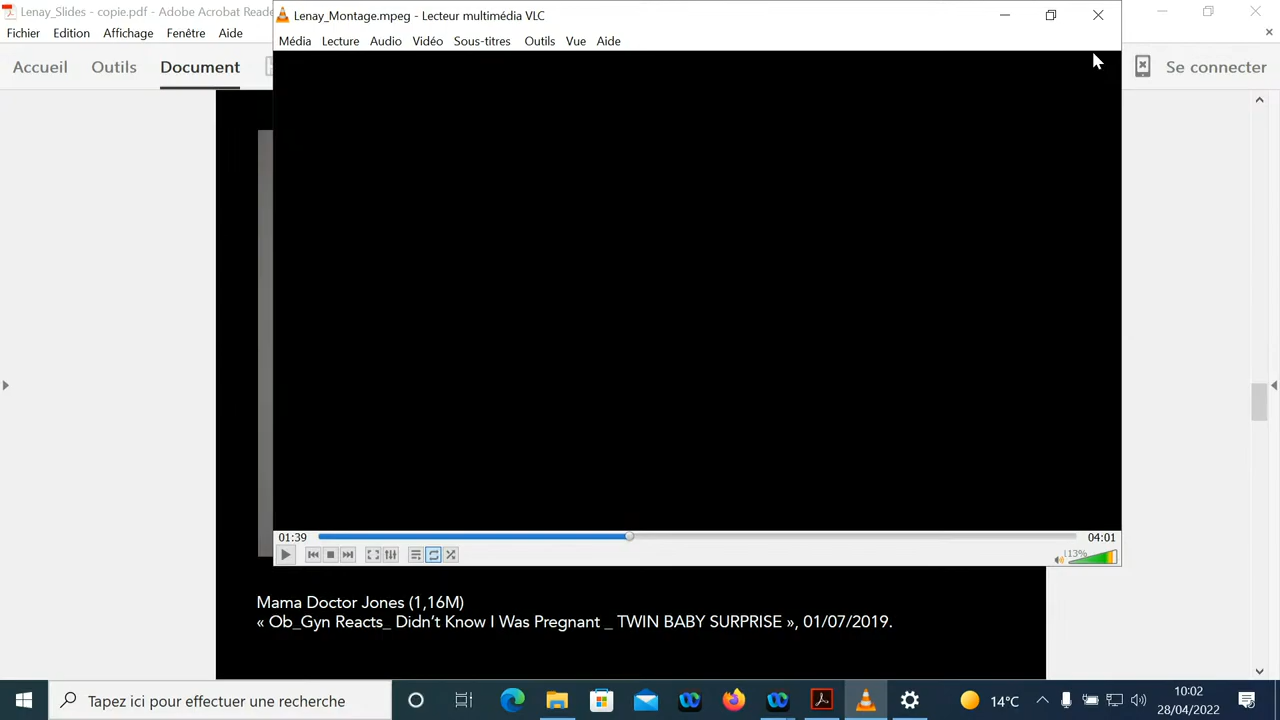 Lenay_Slides - copie.pdf - Adobe Acrobat Reade
Fichier Edition Affichage Fenêtre Aide
Accueil Outils Document
Lenay_Montage.mpeg - Lecteur multimédia VLC
Média Lecture Audio Vidéo Sous-titres Outils Vue Aide
Se connecter
01:39 04:01
113%
Mama Doctor Jones (1,16M)
« Ob_Gyn Reacts_ Didn’t Know I Was Pregnant _ TWIN BABY SURPRISE », 01/07/2019.
Tapez ici pour effectuer une recherche
14°C
10:02
28/04/2022